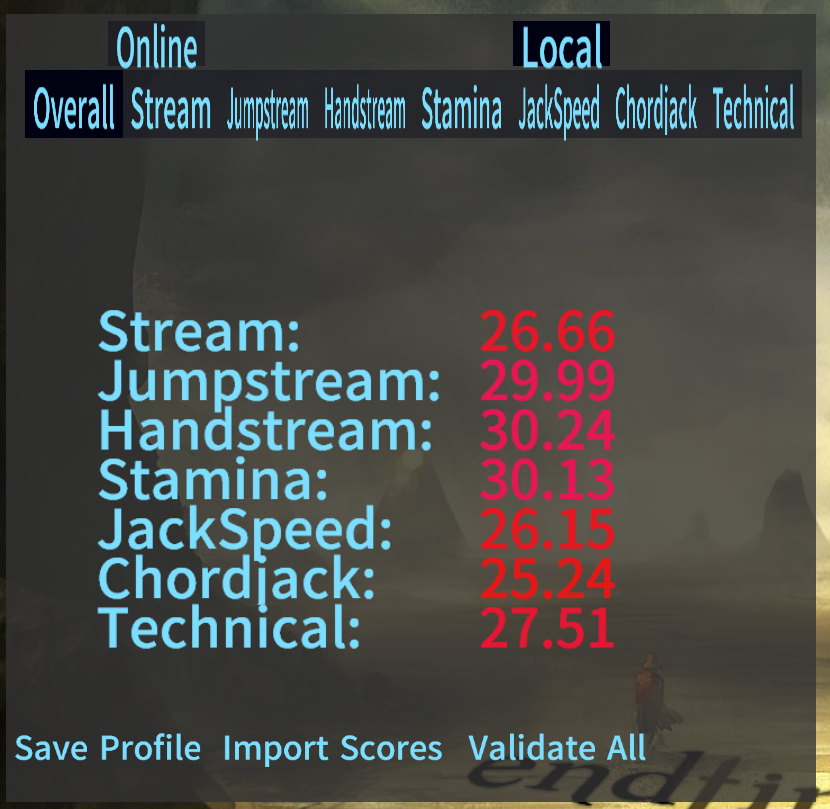 Online Local
Overall Stream Jumpstream Handstream Stamina JackSpeed Chordjack Technical
Stream: 26.66
Jumpstream: 29.99
Handstream: 30.24
Stamina: 30.13
JackSpeed: 26.15
Chordjack: 25.24
Technical: 27.51
Save Profile Import Scores Validate All